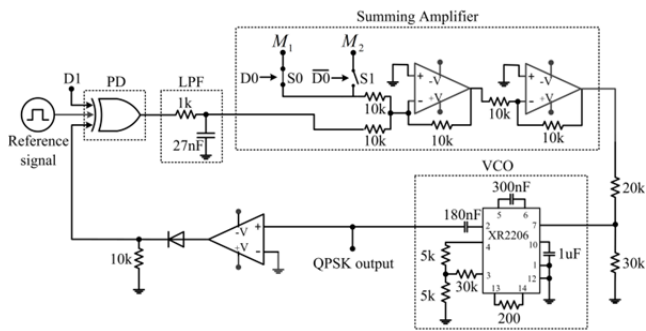 Summing Amplifier
M1 M2
D0 S0 D̅0̅ S1
D1 PD LPF
1k
27nF
Reference
signal
10k
10k
+ -V
- +V
10k
10k
+ -V
- +V
10k
VCO
300nF
20k
180nF
5 6
2 7
XR2206
4 10
1
3 12
13 14
1uF
5k
30k
5k
200
30k
-V +
+V -
10k
QPSK output